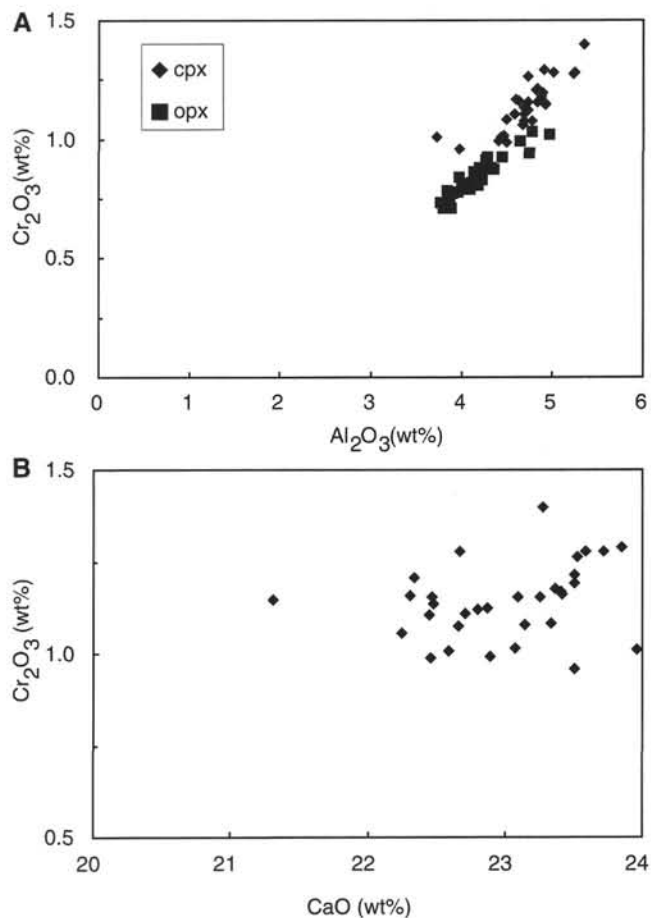 A
1.5
cpx
opx
1.0
Cr₂O₃(wt%)
0.5
0.0
0 1 2 3 4 5 6
Al₂O₃(wt%)
B
1.5
Cr₂O₃ (wt%)
1.0
0.5
20 21 22 23 24
CaO (wt%)